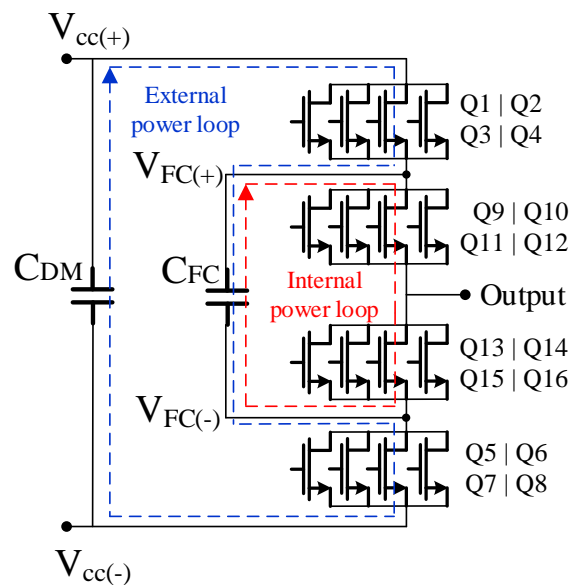 Vcc(+)
External
power loop
Q1 | Q2
Q3 | Q4
VFC(+)
Q9 | Q10
Q11 | Q12
CDM
CFC
Internal
power loop
Output
Q13 | Q14
Q15 | Q16
VFC(-)
Q5 | Q6
Q7 | Q8
Vcc(-)